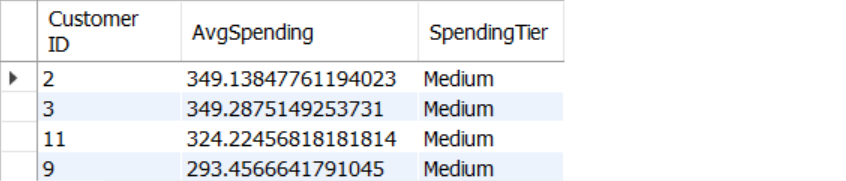 Customer ID AvgSpending SpendingTier
2 349.13847761194023 Medium
3 349.2875149253731 Medium
11 324.22456818181814 Medium
9 293.4566641791045 Medium